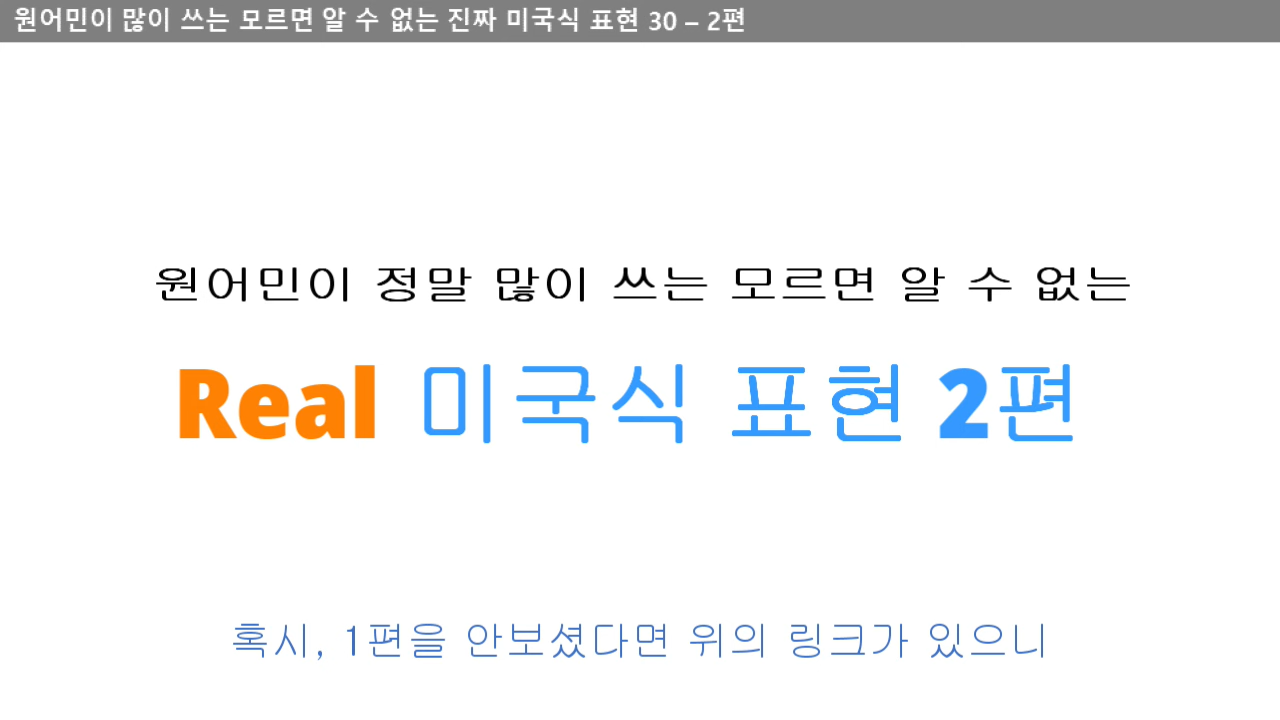 원어민이 많이 쓰는 모르면 알 수 없는 진짜 미국식 표현 30 – 2편
원어민이 정말 많이 쓰는 모르면 알 수 없는
Real 미국식 표현 2편
혹시, 1편을 안보셨다면 위의 링크가 있으니